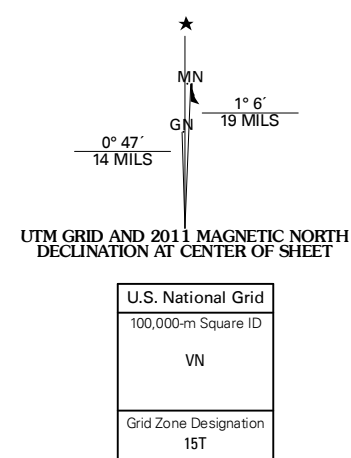 ★
MN
1° 6´
19 MILS
GN
0° 47´
14 MILS
UTM GRID AND 2011 MAGNETIC NORTH
DECLINATION AT CENTER OF SHEET
U.S. National Grid
100,000-m Square ID
VN
Grid Zone Designation
15T